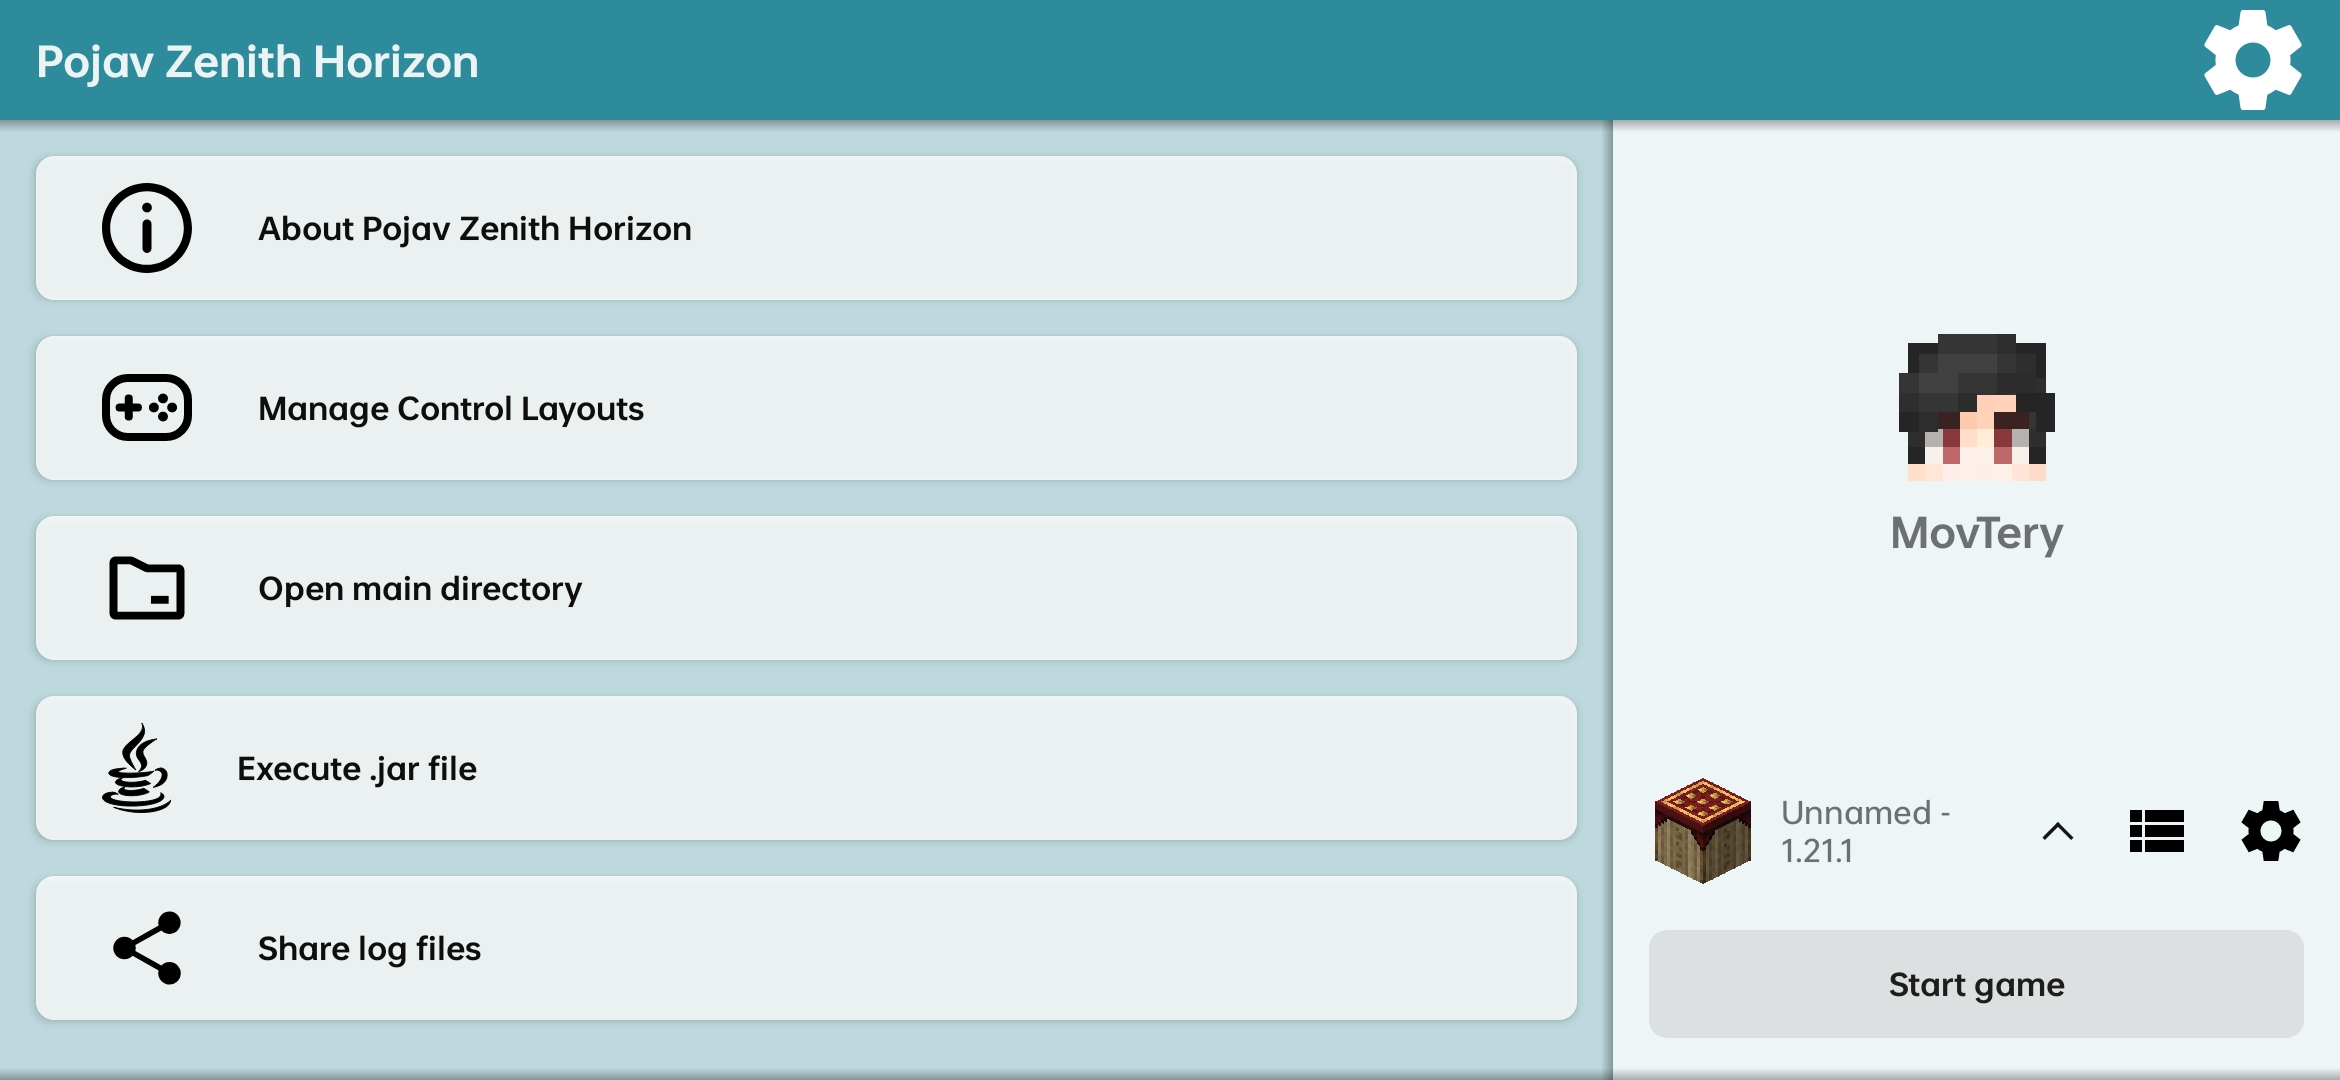 Pojav Zenith Horizon
About Pojav Zenith Horizon
Manage Control Layouts
Open main directory
Execute .jar file
Share log files
MovTery
Unnamed -
1.21.1
Start game